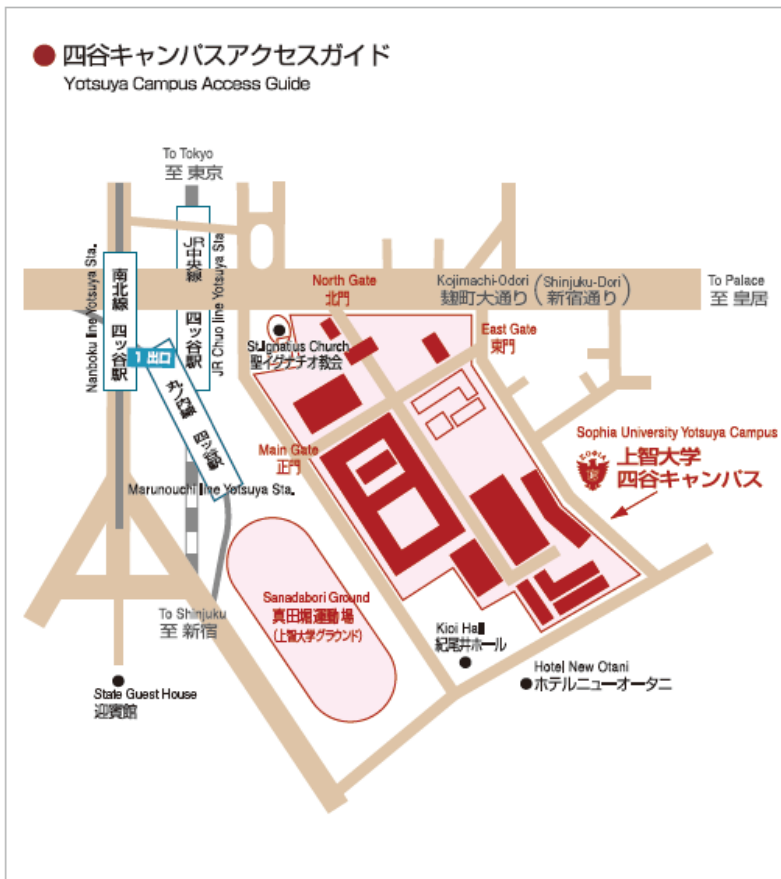 四谷キャンパスアクセスガイド
Yotsuya Campus Access Guide
To Tokyo
至 東京
Nanboku line Yotsuya Sta.
南北線 四ッ谷駅
JR中央線 四ッ谷駅
JR Chuo line Yotsuya Sta.
North Gate
北門
Kojimachi-Odori (Shinjuku-Dori)
麹町大通り(新宿通り)
To Palace
至 皇居
East Gate
東門
St.Ignatius Church
聖イグナチオ教会
1 出口
丸ノ内線 四ッ谷駅
Marunouchi line Yotsuya Sta.
Main Gate
正門
Sophia University Yotsuya Campus
上智大学
四谷キャンパス
Sanadabori Ground
真田堀運動場
(上智大学グラウンド)
To Shinjuku
至 新宿
Kioi Hall
紀尾井ホール
Hotel New Otani
ホテルニューオータニ
State Guest House
迎賓館